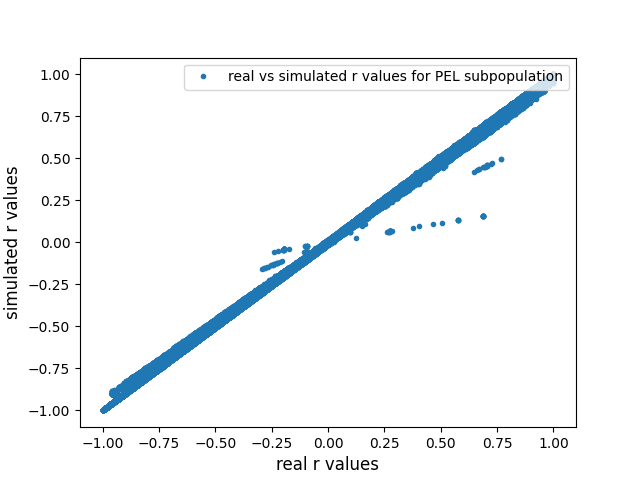 real vs simulated r values for PEL subpopulation
1.00
0.75
0.50
0.25
0.00
−0.25
−0.50
−0.75
−1.00
simulated r values
−1.00 −0.75 −0.50 −0.25 0.00 0.25 0.50 0.75 1.00
real r values